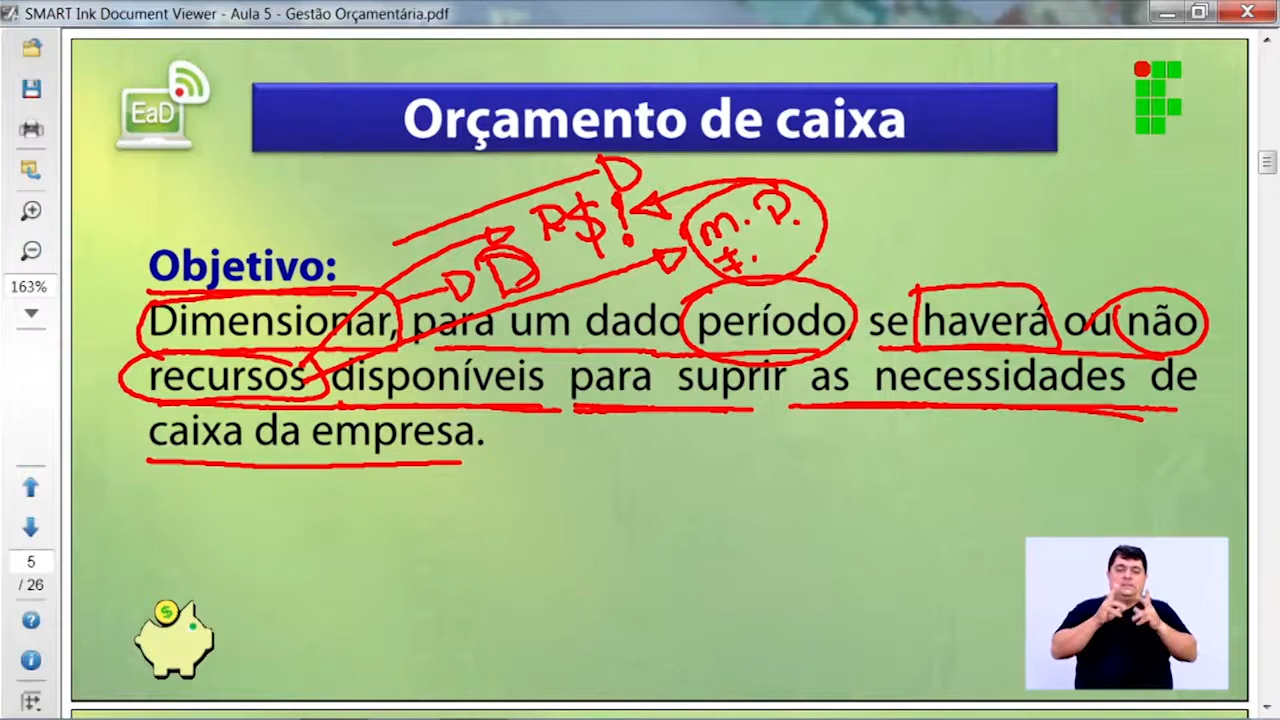 SMART Ink Document Viewer - Aula 5 - Gestão Orçamentária.pdf
EaD
Orçamento de caixa
D
R$!
m. P.
Objetivo:
D D
163%
Dimensionar, para um dado período, se haverá ou não
recursos disponíveis para suprir as necessidades de
caixa da empresa.
5
/ 26